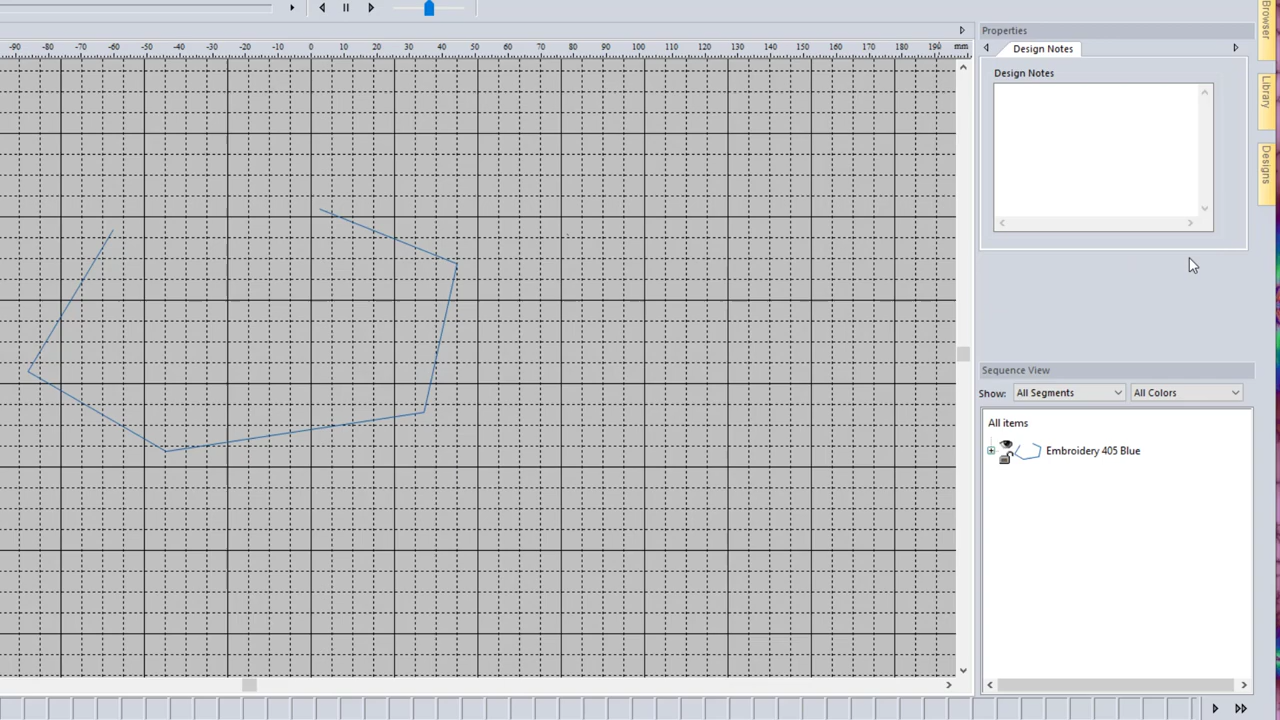 -90 -80 -70 -60 -50 -40 -30 -20 -10 0 10 20 30 40 50 60 70 80 90 100 110 120 130 140 150 160 170 180 190 mm
Properties
Design Notes
Design Notes
Browser
Library
Designs
Sequence View
Show: All Segments All Colors
All items
Embroidery 405 Blue